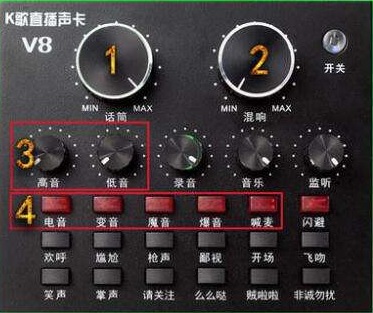 K歌直播声卡
V8
1
2
开关
MIN MAX MIN MAX
话筒 混响
3
高音 低音 录音 音乐 监听
4
电音 变音 魔音 爆音 喊麦 闪避
欢呼 尴尬 枪声 鄙视 开场 飞吻
笑声 掌声 请关注 么么哒 贼啦啦 非诚勿扰